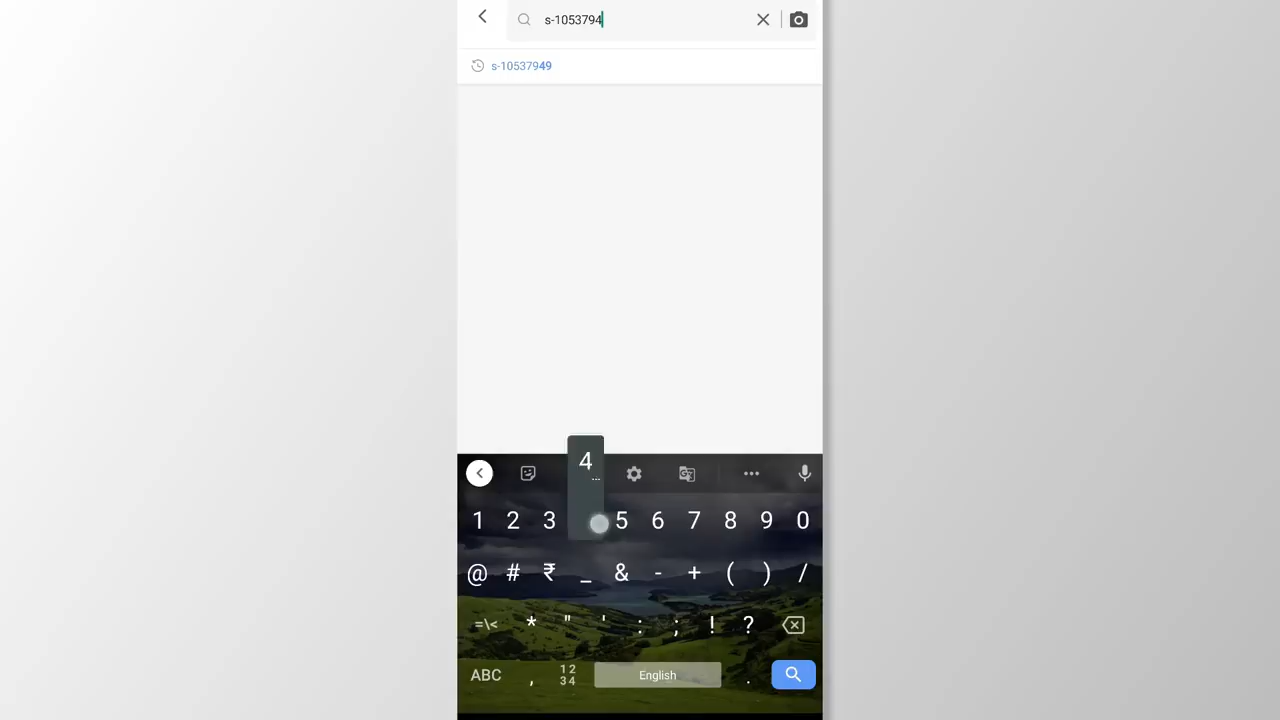 s-1053794
s-10537949
4
...
1 2 3 5 6 7 8 9 0
@ # ₹ _ & - + ( ) /
=\< * " ' : ; ! ?
ABC , 12 34 English .